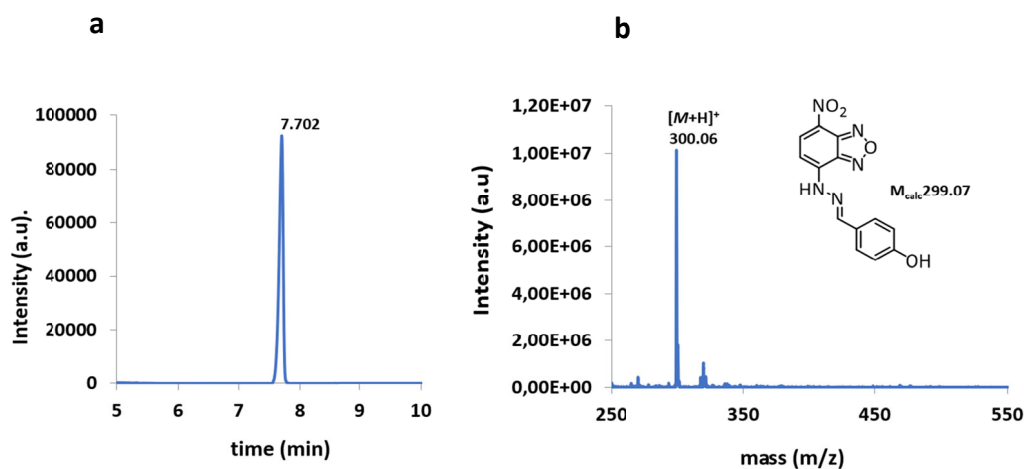 a
100000
80000
60000
40000
20000
0
Intensity (a.u).
7.702
5 6 7 8 9 10
time (min)
b
1,20E+07
1,00E+07
8,00E+06
6,00E+06
4,00E+06
2,00E+06
0,00E+00
Intensity (a.u)
[M+H]+
300.06
NO2
N
O
N
HN
N
OH
Mcalc299.07
250 350 450 550
mass (m/z)